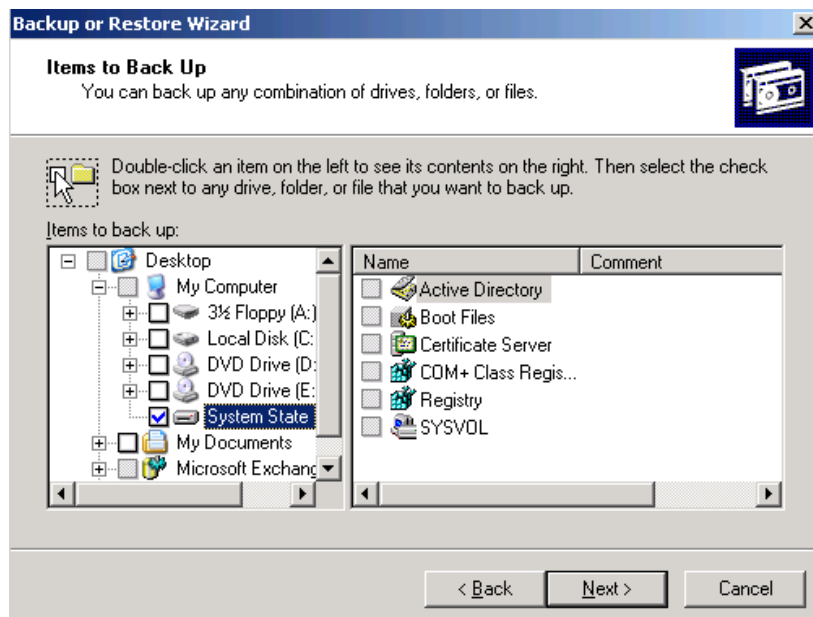 Backup or Restore Wizard
Items to Back Up
You can back up any combination of drives, folders, or files.
Double-click an item on the left to see its contents on the right. Then select the check
box next to any drive, folder, or file that you want to back up.
Items to back up:
Desktop
My Computer
3½ Floppy (A:)
Local Disk (C:
DVD Drive (D:
DVD Drive (E:
System State
My Documents
Microsoft Exchang
Name Comment
Active Directory
Boot Files
Certificate Server
COM+ Class Regis...
Registry
SYSVOL
< Back Next > Cancel